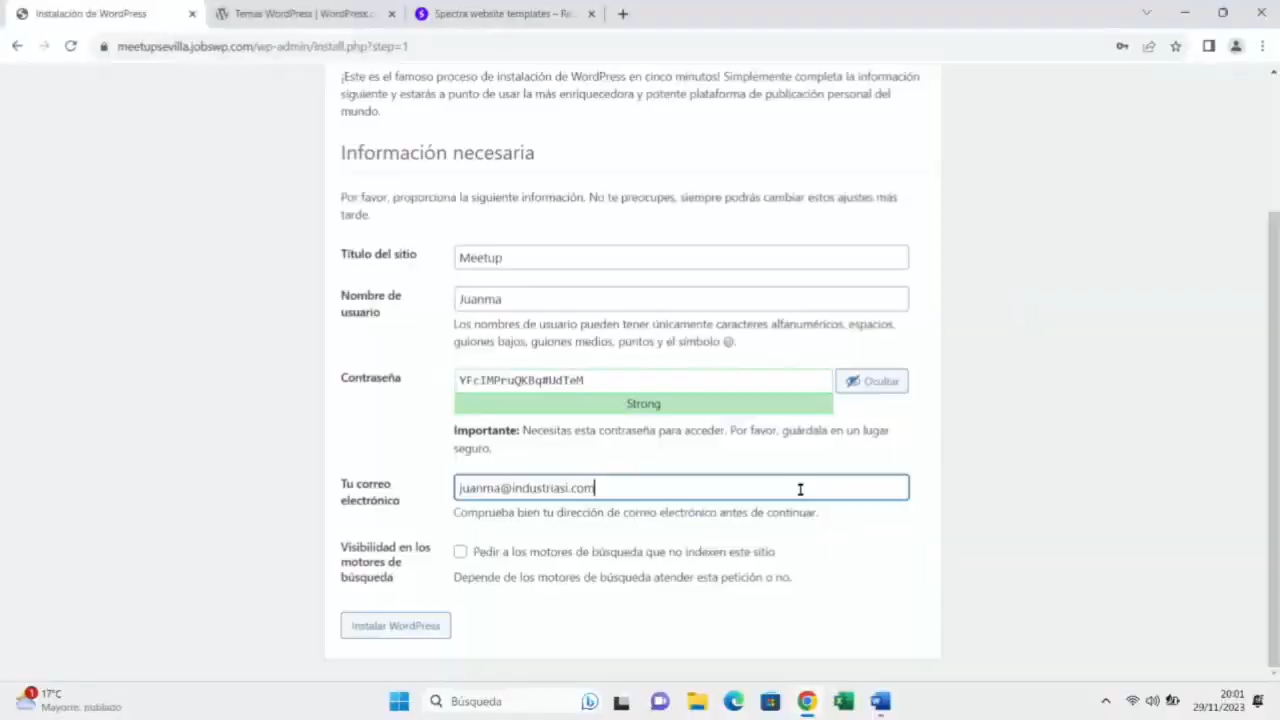 Instalación de WordPress
Temas WordPress | WordPress.c
Spectra website templates – Re
meetupsevilla.jobswp.com/wp-admin/install.php?step=1
¡Este es el famoso proceso de instalación de WordPress en cinco minutos! Simplemente completa la información
siguiente y estarás a punto de usar la más enriquecedora y potente plataforma de publicación personal del
mundo.
Información necesaria
Por favor, proporciona la siguiente información. No te preocupes, siempre podrás cambiar estos ajustes más
tarde.
Título del sitio
Meetup
Nombre de
usuario
Juanma
Los nombres de usuario pueden tener únicamente caracteres alfanuméricos, espacios,
guiones bajos, guiones medios, puntos y el símbolo @.
Contraseña
YFcIMPruQKBq#UdTeM
Ocultar
Strong
Importante: Necesitas esta contraseña para acceder. Por favor, guárdala en un lugar
seguro.
Tu correo
electrónico
juanma@industriasi.com
Comprueba bien tu dirección de correo electrónico antes de continuar.
Visibilidad en los
motores de
búsqueda
Pedir a los motores de búsqueda que no indexen este sitio
Depende de los motores de búsqueda atender esta petición o no.
Instalar WordPress
1
17°C
Mayorm. nublado
Búsqueda
20:01
29/11/2023